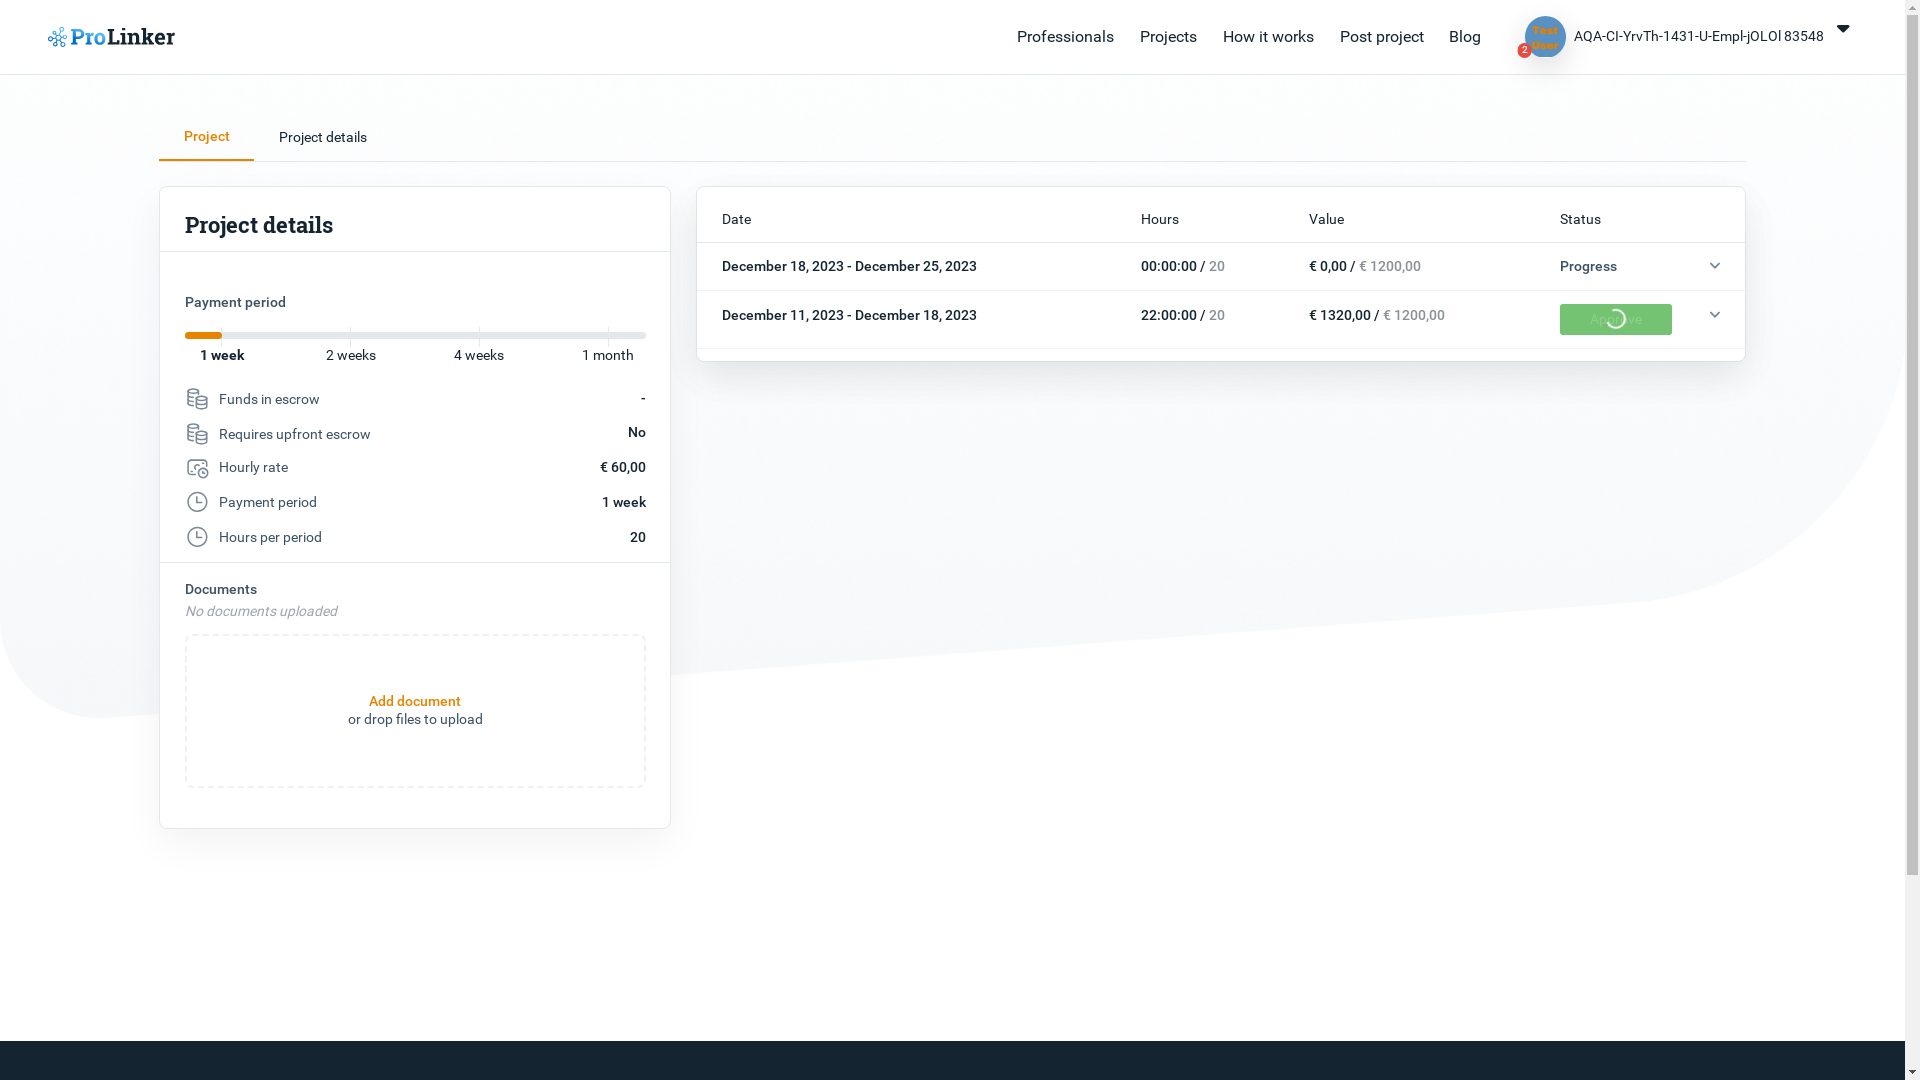 ProLinker
Professionals
Projects
How it works
Post project
Blog
Test
User
2
AQA-CI-YrvTh-1431-U-Empl-jOLOl 83548
Project
Project details
Project details
Payment period
1 week
2 weeks
4 weeks
1 month
Funds in escrow -
Requires upfront escrow No
Hourly rate € 60,00
Payment period 1 week
Hours per period 20
Documents
No documents uploaded
Add document
or drop files to upload
Date Hours Value Status
December 18, 2023 - December 25, 2023 00:00:00 / 20 € 0,00 / € 1200,00 Progress
December 11, 2023 - December 18, 2023 22:00:00 / 20 € 1320,00 / € 1200,00 Approve